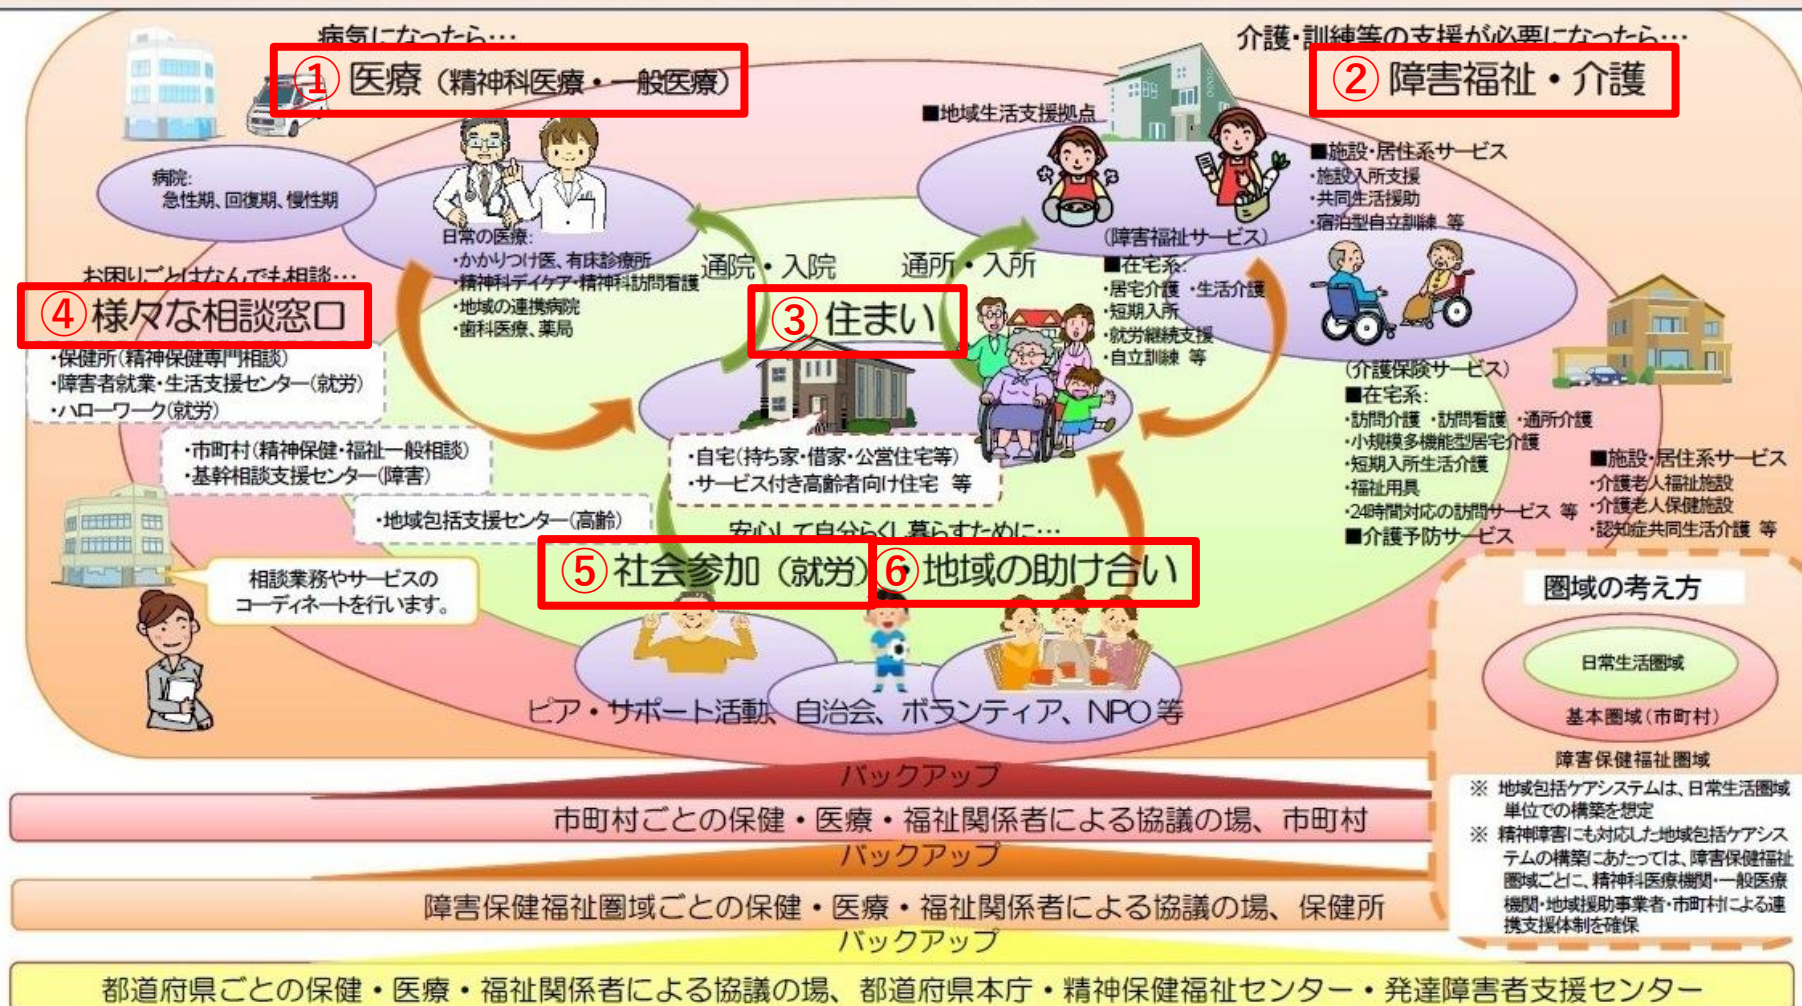 病気になったら…
①医療（精神科医療・一般医療）
病院:
急性期、回復期、慢性期
日常の医療:
・かかりつけ医、有床診療所
・精神科デイケア・精神科訪問看護
・地域の連携病院
・歯科医療、薬局
通院・入院
介護・訓練等の支援が必要になったら…
②障害福祉・介護
■地域生活支援拠点
■施設・居住系サービス
・施設入所支援
・共同生活援助
・宿泊型自立訓練 等
(障害福祉サービス)
■在宅系:
・居宅介護 ・生活介護
・短期入所
・就労継続支援
・自立訓練 等
通所・入所
(介護保険サービス)
■在宅系:
・訪問介護 ・訪問看護 ・通所介護
・小規模多機能型居宅介護
・短期入所生活介護
・福祉用具
・24時間対応の訪問サービス 等
■介護予防サービス
■施設・居住系サービス
・介護老人福祉施設
・介護老人保健施設
・認知症共同生活介護 等
③住まい
・自宅(持ち家・借家・公営住宅等)
・サービス付き高齢者向け住宅 等
お困りごとはなんでも相談…
④様々な相談窓口
・保健所(精神保健専門相談)
・障害者就業・生活支援センター(就労)
・ハローワーク(就労)
・市町村(精神保健・福祉一般相談)
・基幹相談支援センター(障害)
・地域包括支援センター(高齢)
相談業務やサービスの
コーディネートを行います。
安心して自分らしく暮らすために…
⑤社会参加（就労）⑥・地域の助け合い
ピア・サポート活動、自治会、ボランティア、NPO等
圏域の考え方
日常生活圏域
基本圏域(市町村)
障害保健福祉圏域
※ 地域包括ケアシステムは、日常生活圏域
単位での構築を想定
※ 精神障害にも対応した地域包括ケアシス
テムの構築にあたっては、障害保健福祉
圏域ごとに、精神科医療機関・一般医療
機関・地域援助事業者・市町村による連
携支援体制を確保
バックアップ
市町村ごとの保健・医療・福祉関係者による協議の場、市町村
バックアップ
障害保健福祉圏域ごとの保健・医療・福祉関係者による協議の場、保健所
バックアップ
都道府県ごとの保健・医療・福祉関係者による協議の場、都道府県本庁・精神保健福祉センター・発達障害者支援センター